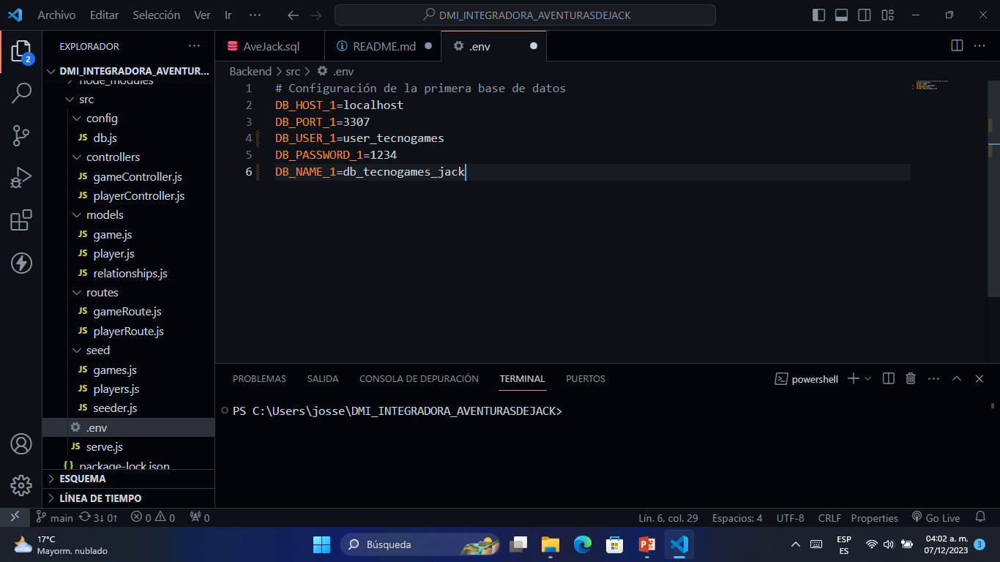 Archivo Editar Selección Ver Ir ··· DMI_INTEGRADORA_AVENTURASDEJACK
EXPLORADOR ···
2
DMI_INTEGRADORA_AVENTUR...
node_modules
src
config
JS db.js
controllers
JS gameController.js
JS playerController.js
models
JS game.js
JS player.js
JS relationships.js
routes
JS gameRoute.js
JS playerRoute.js
seed
JS games.js
JS players.js
JS seeder.js
.env
JS serve.js
{} package-lock.json
ESQUEMA
LÍNEA DE TIEMPO
AveJack.sql README.md .env
Backend > src > .env
1 # Configuración de la primera base de datos
2 DB_HOST_1=localhost
3 DB_PORT_1=3307
4 DB_USER_1=user_tecnogames
5 DB_PASSWORD_1=1234
6 DB_NAME_1=db_tecnogames_jack
PROBLEMAS SALIDA CONSOLA DE DEPURACIÓN TERMINAL PUERTOS powershell
PS C:\Users\josse\DMI_INTEGRADORA_AVENTURASDEJACK>
main 3↓ 0↑ 0 0 0 Lín. 6, col. 29 Espacios: 4 UTF-8 CRLF Properties Go Live
17°C
Mayorm. nublado
Búsqueda
ESP
ES
04:02 a. m.
07/12/2023
3